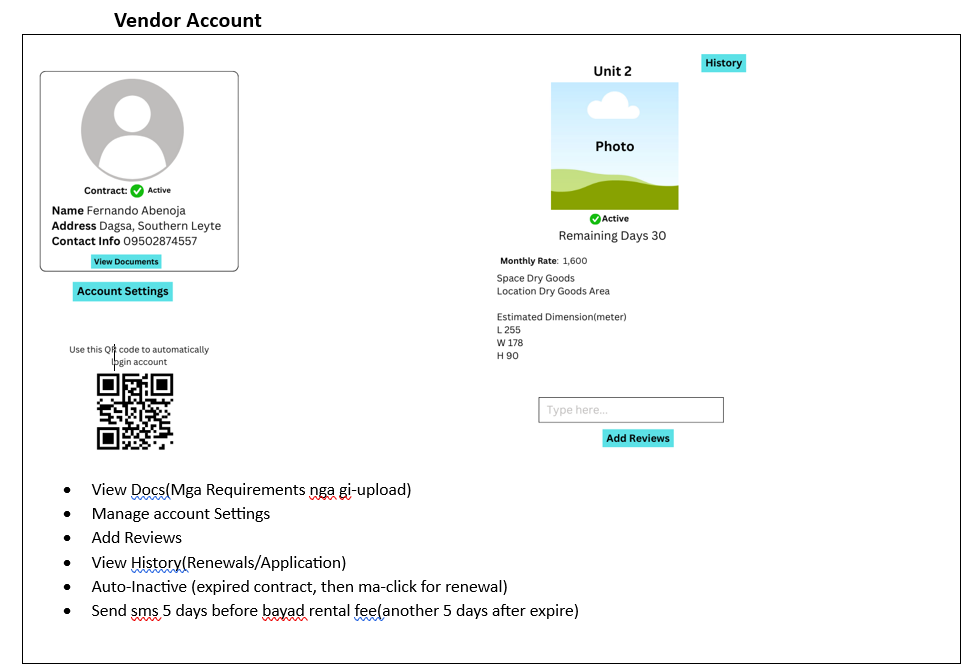 Vendor Account
Contract: Active
Name Fernando Abenoja
Address Dagsa, Southern Leyte
Contact Info 09502874557
View Documents
Account Settings
Use this QR code to automatically
login account
History
Unit 2
Photo
Active
Remaining Days 30
Monthly Rate: 1,600
Space Dry Goods
Location Dry Goods Area
Estimated Dimension(meter)
L 255
W 178
H 90
Type here...
Add Reviews
• View Docs(Mga Requirements nga gi-upload)
• Manage account Settings
• Add Reviews
• View History(Renewals/Application)
• Auto-Inactive (expired contract, then ma-click for renewal)
• Send sms 5 days before bayad rental fee(another 5 days after expire)